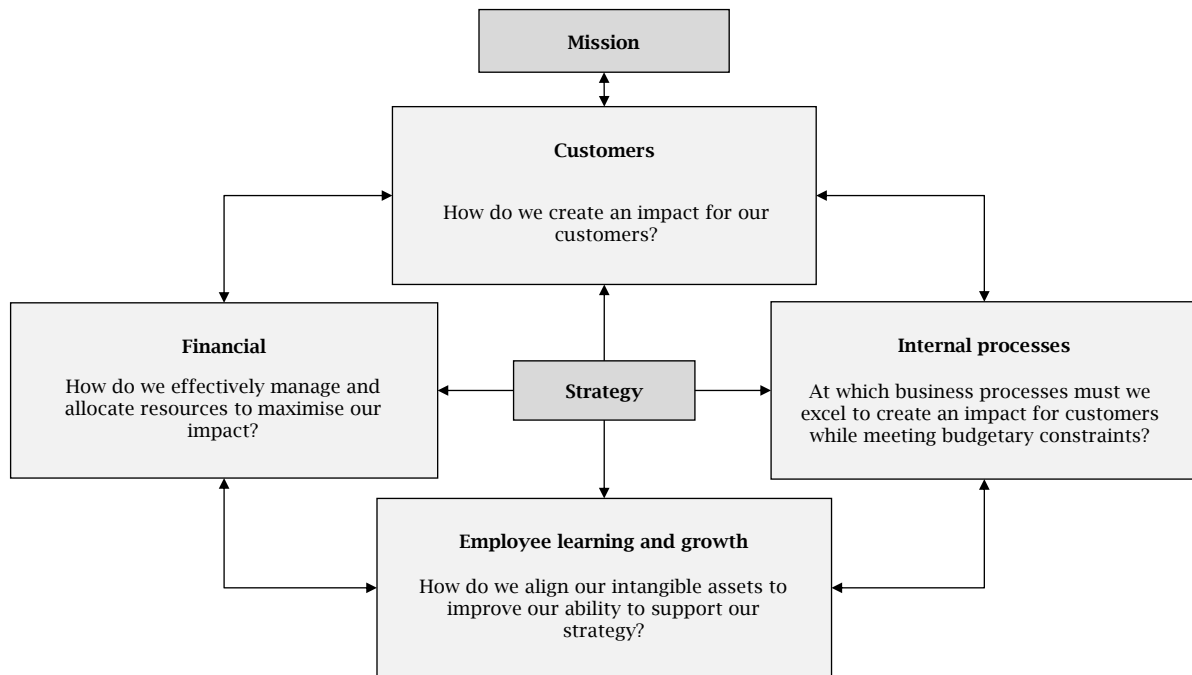 Mission
Customers
How do we create an impact for our
customers?
Financial
How do we effectively manage and
allocate resources to maximise our
impact?
Strategy
Internal processes
At which business processes must we
excel to create an impact for customers
while meeting budgetary constraints?
Employee learning and growth
How do we align our intangible assets to
improve our ability to support our
strategy?